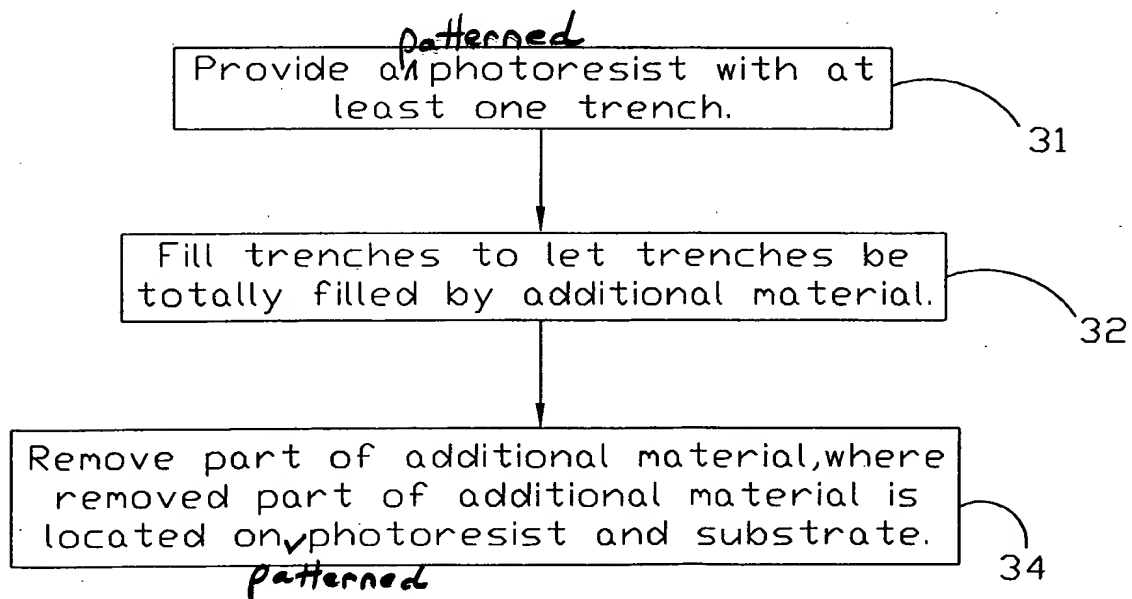 patterned
Provide a photoresist with at
least one trench.
31
Fill trenches to let trenches be
totally filled by additional material.
32
Remove part of additional material,where
removed part of additional material is
located on photoresist and substrate.
patterned
34